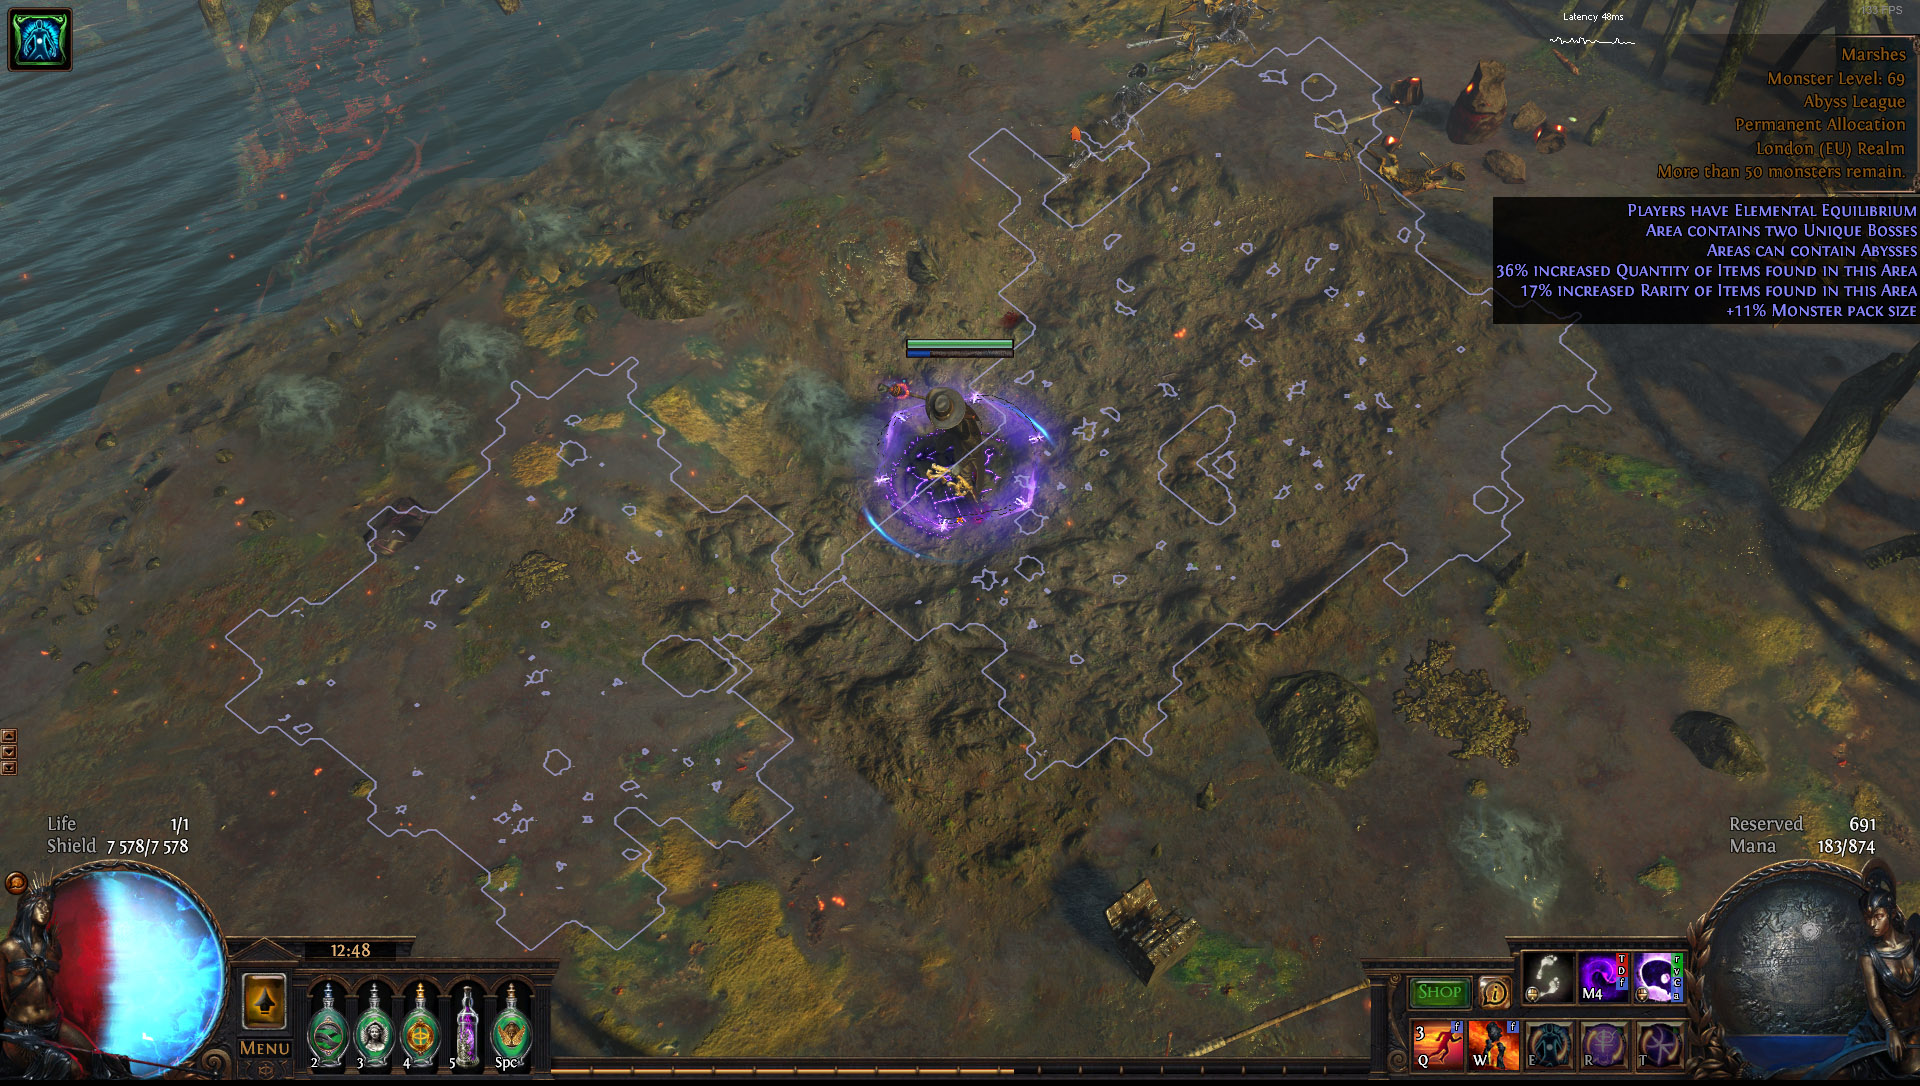 Latency 48ms
Marshes
Monster Level: 69
Abyss League
Permanent Allocation
London (EU) Realm
More than 50 monsters remain.
Players have Elemental Equilibrium
Area contains two Unique Bosses
Areas can contain Abysses
36% increased Quantity of Items found in this Area
17% increased Rarity of Items found in this Area
+11% Monster pack size
Life 1/1
Shield 7 578/7 578
Reserved 691
Mana 183/874
12:48
Menu
2 3 4 5 Spc
Shop
M4
T
D
f
r
v
C
a
3 f f
Q W E R T